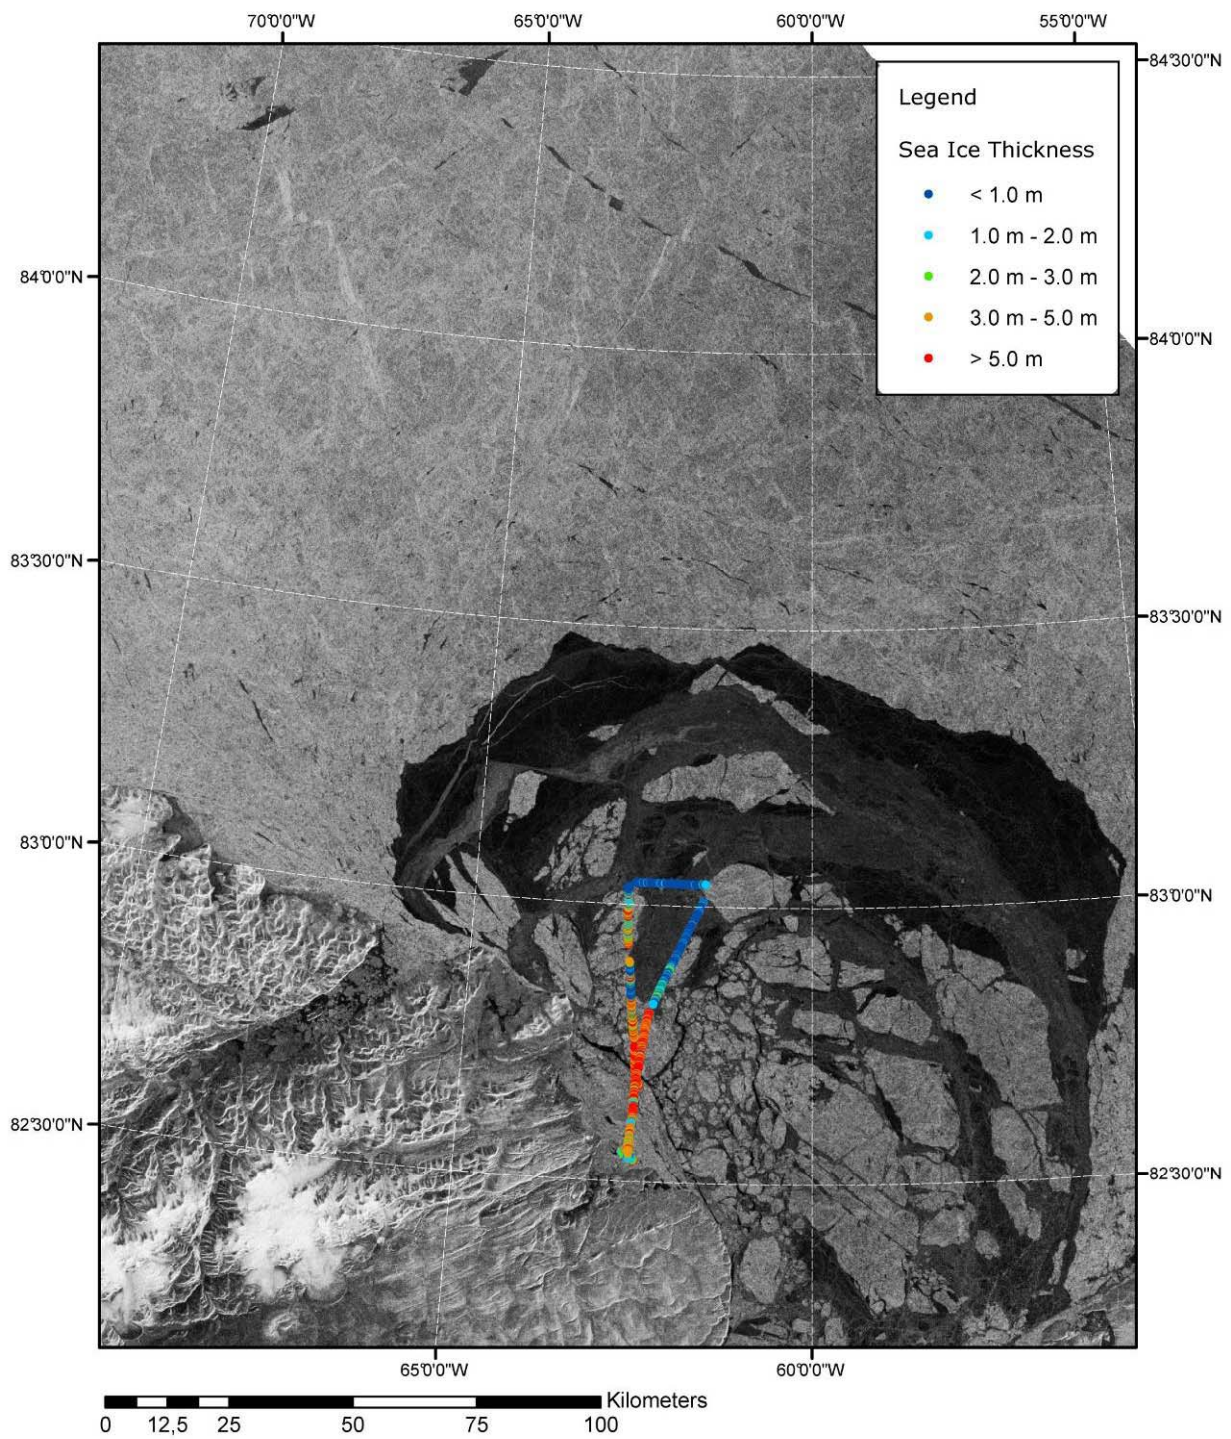 70°0'0"W 65°0'0"W 60°0'0"W 55°0'0"W
84°30'0"N
Legend
Sea Ice Thickness
< 1.0 m
1.0 m - 2.0 m
2.0 m - 3.0 m
3.0 m - 5.0 m
> 5.0 m
84°0'0"N
84°0'0"N
83°30'0"N
83°30'0"N
83°0'0"N
83°0'0"N
82°30'0"N
82°30'0"N
65°0'0"W 60°0'0"W
Kilometers
0 12,5 25 50 75 100